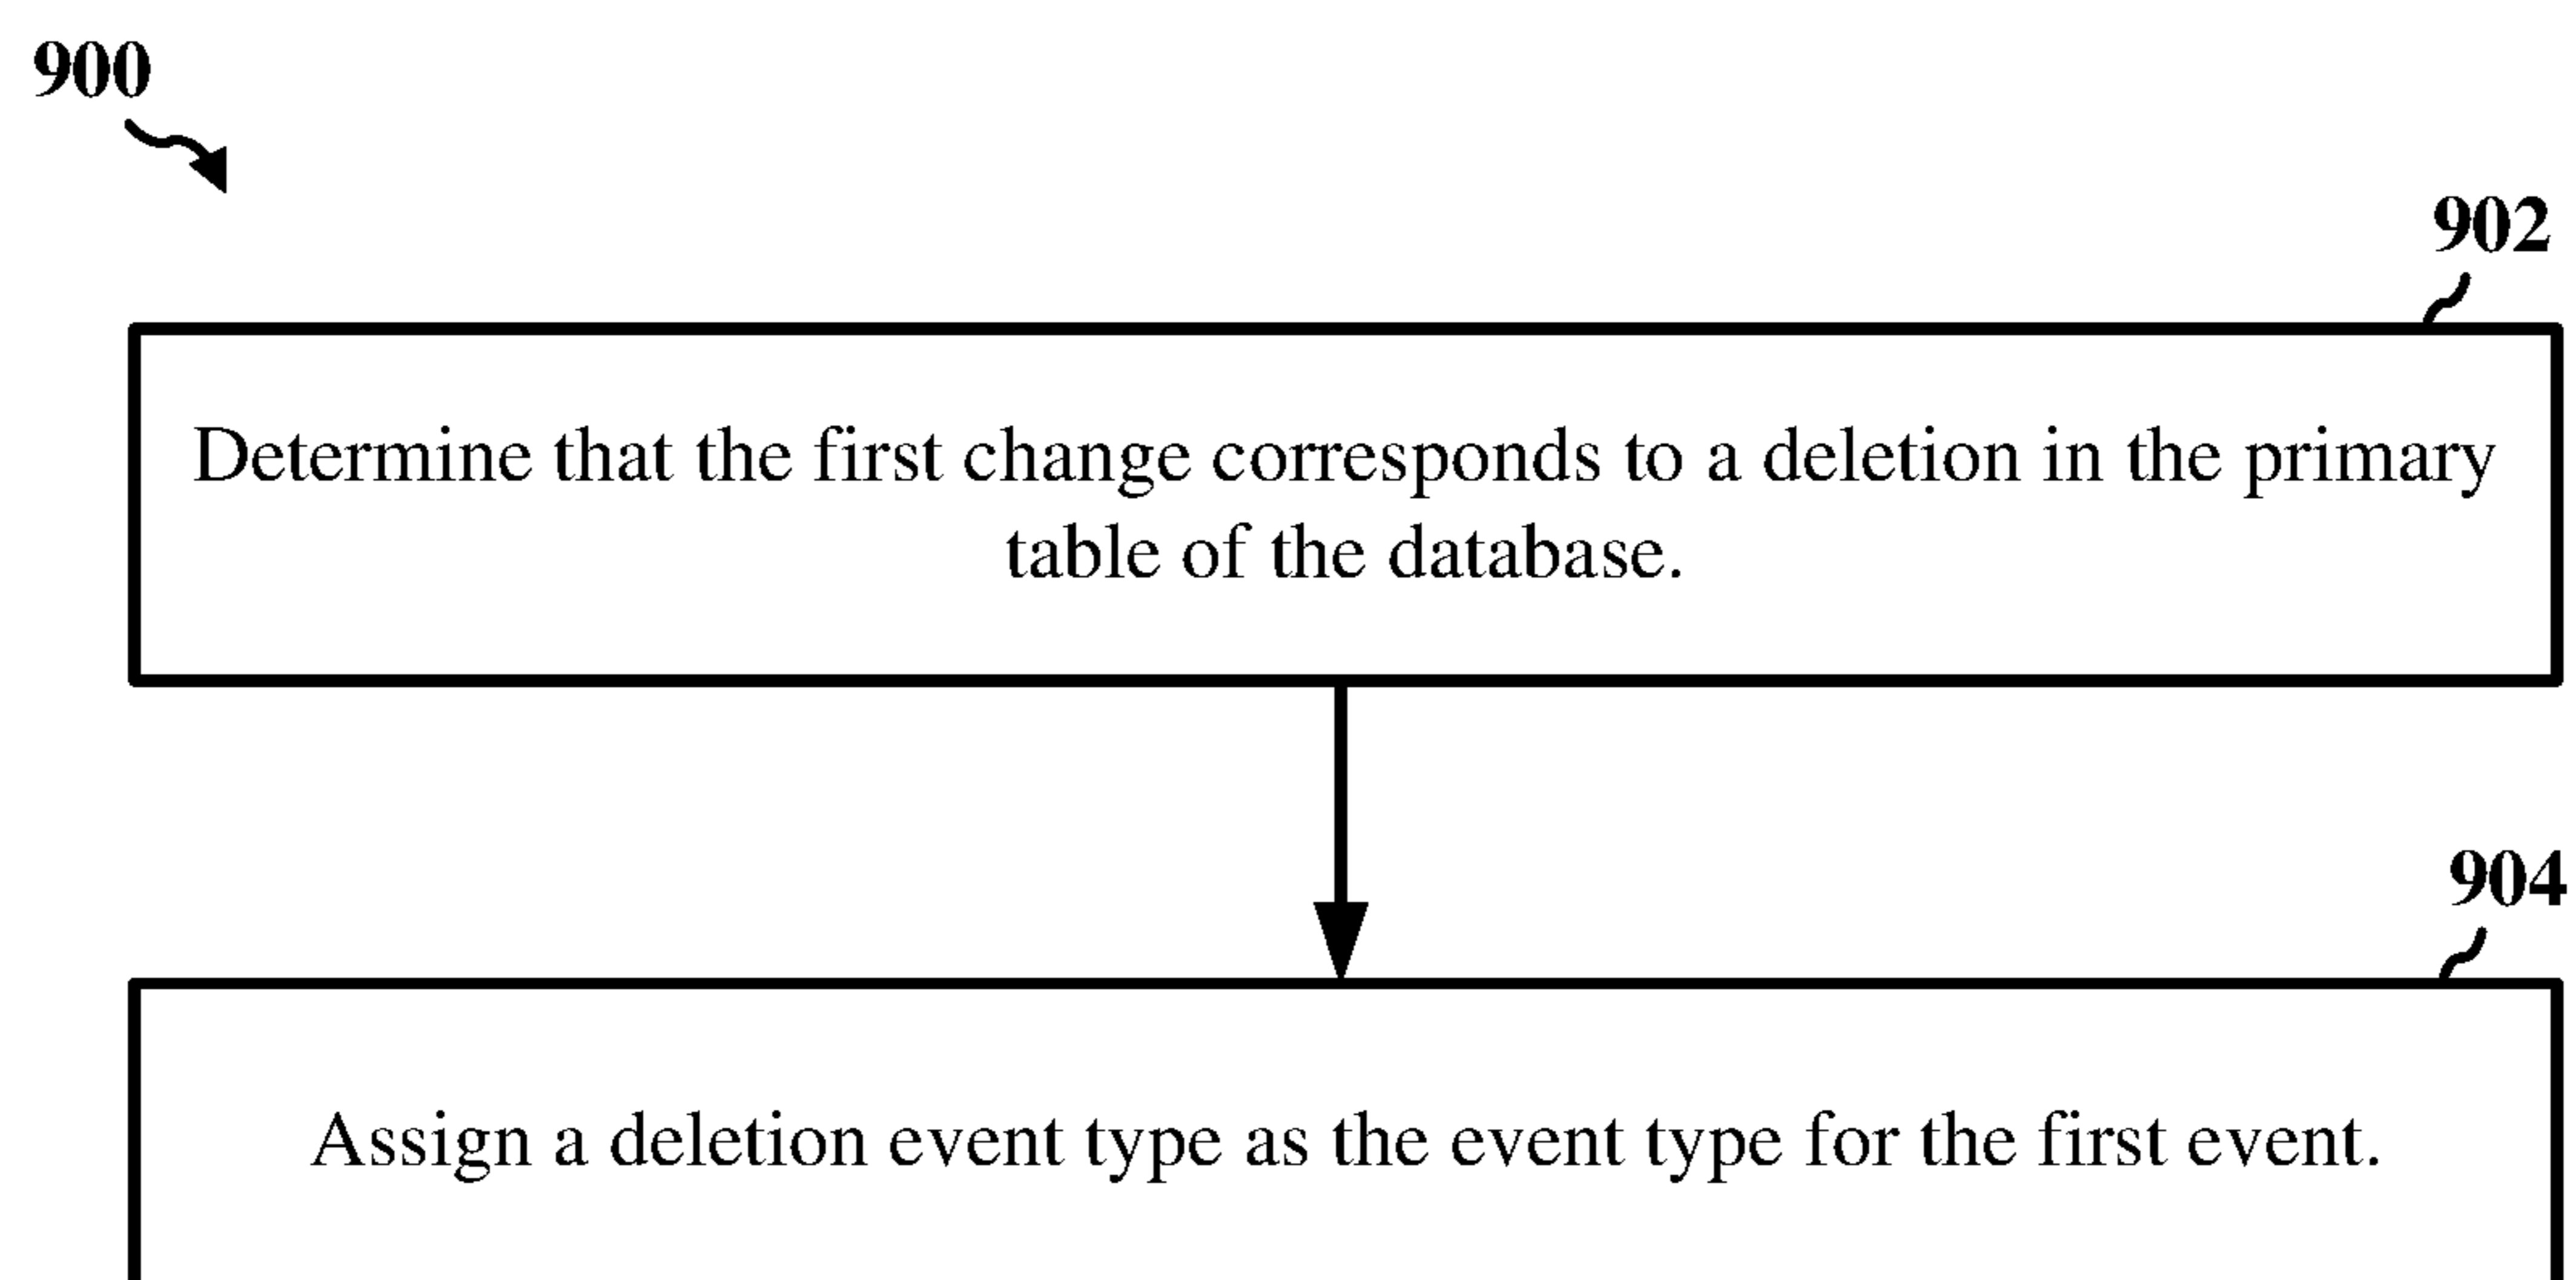 900
902
Determine that the first change corresponds to a deletion in the primary
table of the database.
904
Assign a deletion event type as the event type for the first event.